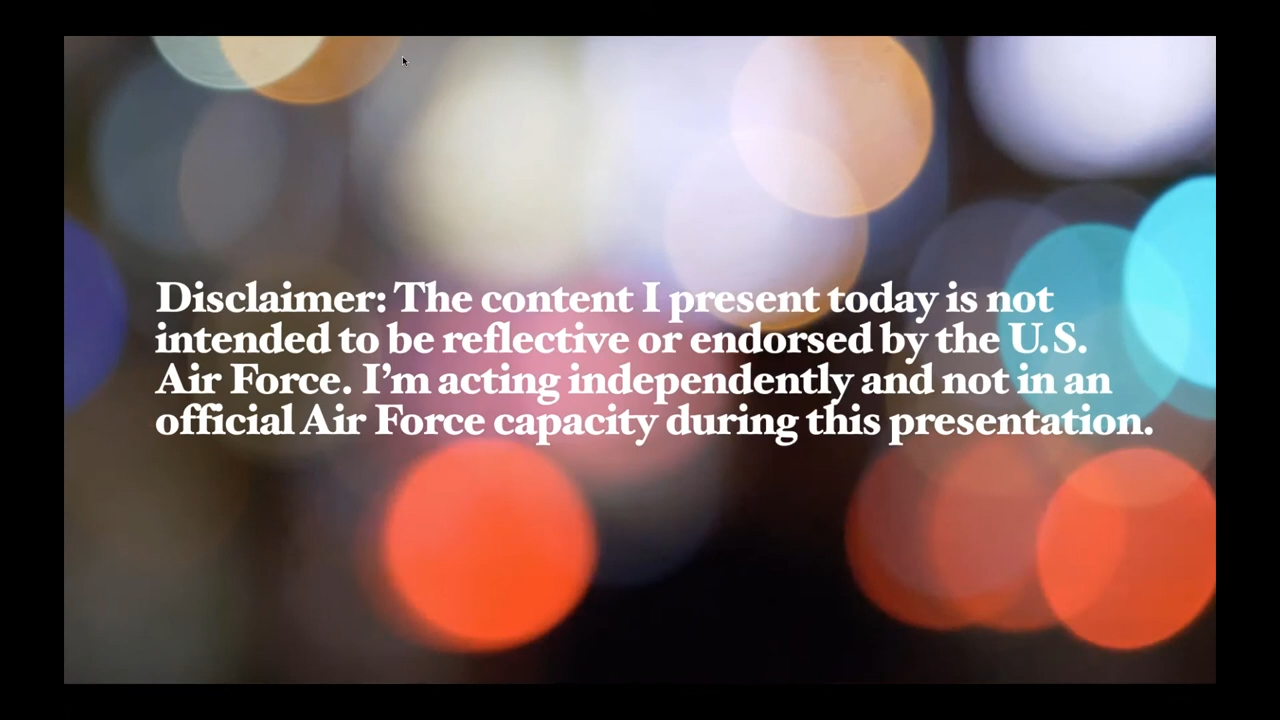 Disclaimer: The content I present today is not
intended to be reflective or endorsed by the U.S.
Air Force. I’m acting independently and not in an
official Air Force capacity during this presentation.